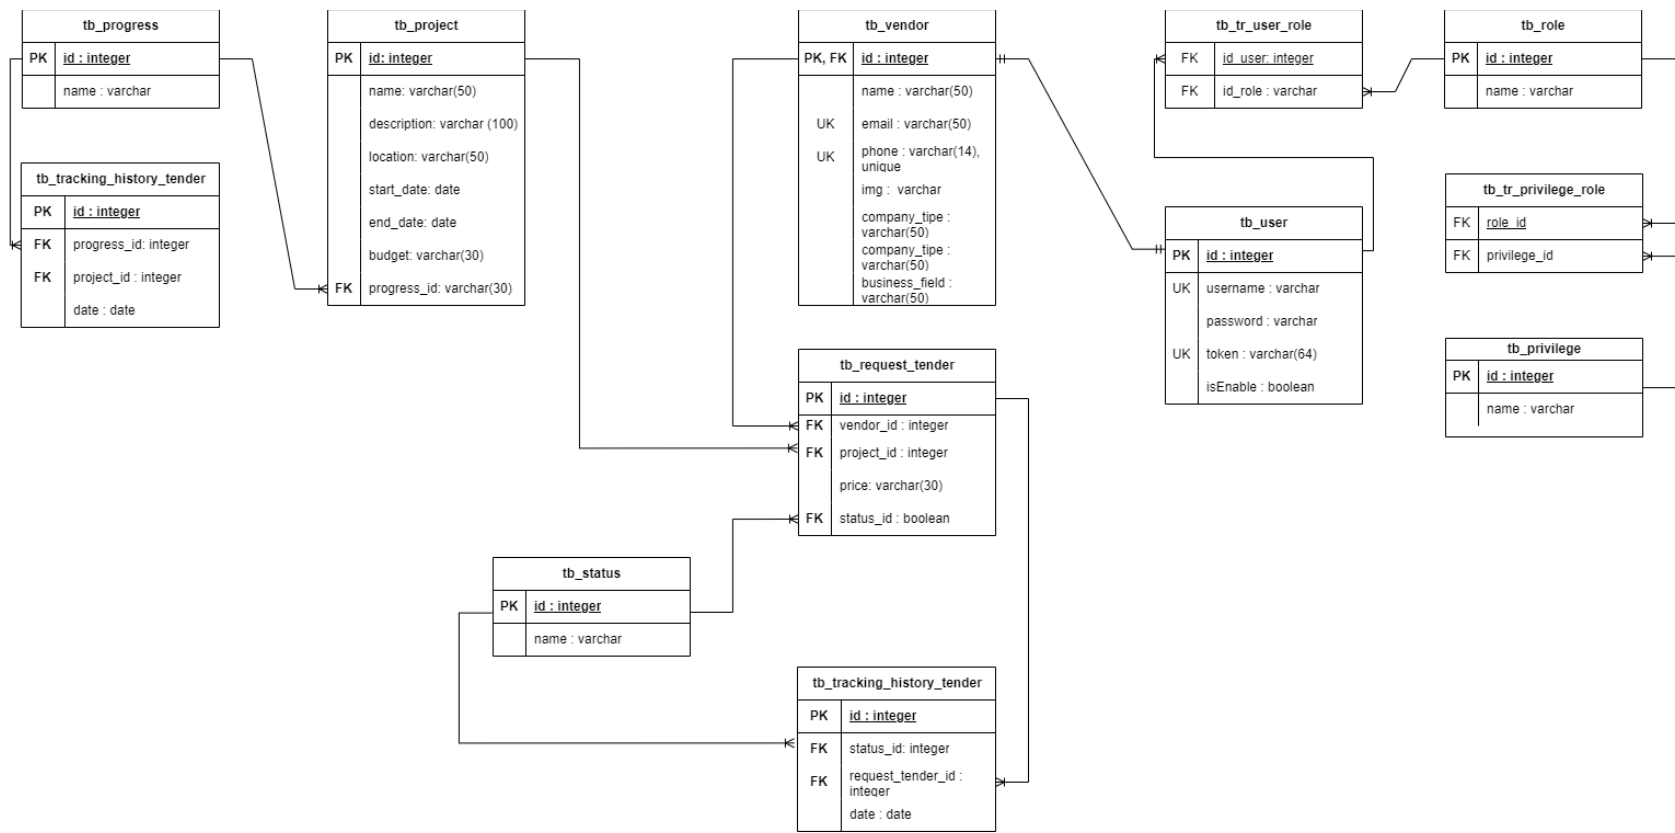 tb_progress
PK id : integer
name : varchar
tb_tracking_history_tender
PK id : integer
FK progress_id: integer
FK project_id : integer
date : date
tb_project
PK id: integer
name: varchar(50)
description: varchar (100)
location: varchar(50)
start_date: date
end_date: date
budget: varchar(30)
FK progress_id: varchar(30)
tb_vendor
PK, FK id : integer
name : varchar(50)
UK email : varchar(50)
UK phone : varchar(14),
unique
img : varchar
company_tipe :
varchar(50)
company_tipe :
varchar(50)
business_field :
varchar(50)
tb_tr_user_role
FK id_user: integer
FK id_role : varchar
tb_role
PK id : integer
name : varchar
tb_tr_privilege_role
FK role_id
FK privilege_id
tb_user
PK id : integer
UK username : varchar
password : varchar
UK token : varchar(64)
isEnable : boolean
tb_privilege
PK id : integer
name : varchar
tb_request_tender
PK id : integer
FK vendor_id : integer
FK project_id : integer
price: varchar(30)
FK status_id : boolean
tb_status
PK id : integer
name : varchar
tb_tracking_history_tender
PK id : integer
FK status_id: integer
FK request_tender_id :
integer
date : date